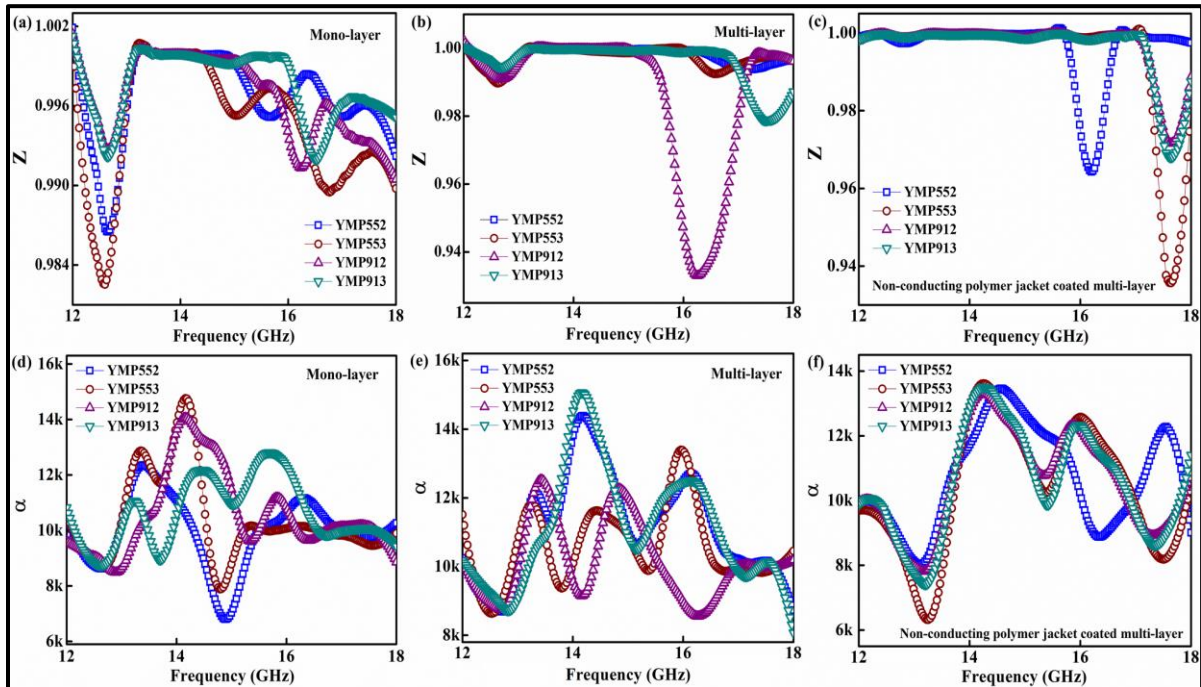 (a)
Mono-layer
1.002
0.996
0.990
0.984
Z
YMP552
YMP553
YMP912
YMP913
12 14 16 18
Frequency (GHz)
(b)
Multi-layer
1.00
0.98
0.96
0.94
Z
YMP552
YMP553
YMP912
YMP913
12 14 16 18
Frequency (GHz)
(c)
1.00
0.98
0.96
0.94
Z
YMP552
YMP553
YMP912
YMP913
Non-conducting polymer jacket coated multi-layer
12 14 16 18
Frequency (GHz)
(d)
YMP552
YMP553
YMP912
YMP913
Mono-layer
16k
14k
12k
10k
8k
6k
α
12 14 16 18
Frequency (GHz)
(e)
YMP552
YMP553
YMP912
YMP913
Multi-layer
16k
14k
12k
10k
8k
α
12 14 16 18
Frequency (GHz)
(f)
YMP552
YMP553
YMP912
YMP913
14k
12k
10k
8k
6k
α
Non-conducting polymer jacket coated multi-layer
12 14 16 18
Frequency (GHz)